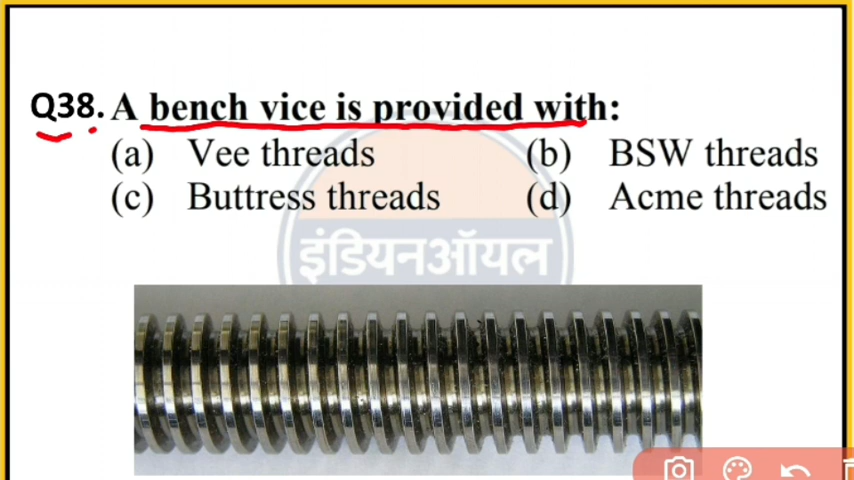 Q38. A bench vice is provided with:
(a) Vee threads (b) BSW threads
(c) Buttress threads (d) Acme threads
इंडियनऑयल